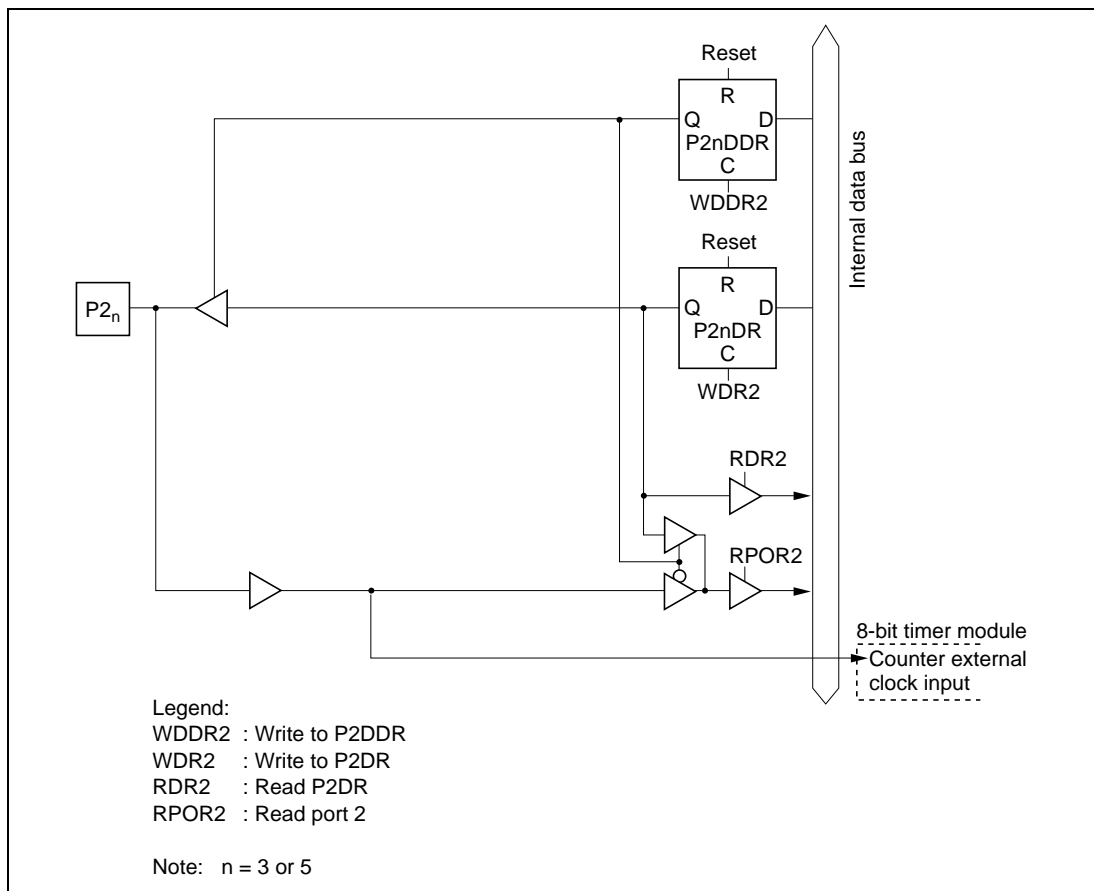 Reset
R
Q D
P2nDDR
C
WDDR2
Internal data bus
Reset
R
Q D
P2nDR
C
WDR2
P2n
RDR2
RPOR2
8-bit timer module
Counter external
clock input
Legend:
WDDR2 : Write to P2DDR
WDR2 : Write to P2DR
RDR2 : Read P2DR
RPOR2 : Read port 2
Note: n = 3 or 5